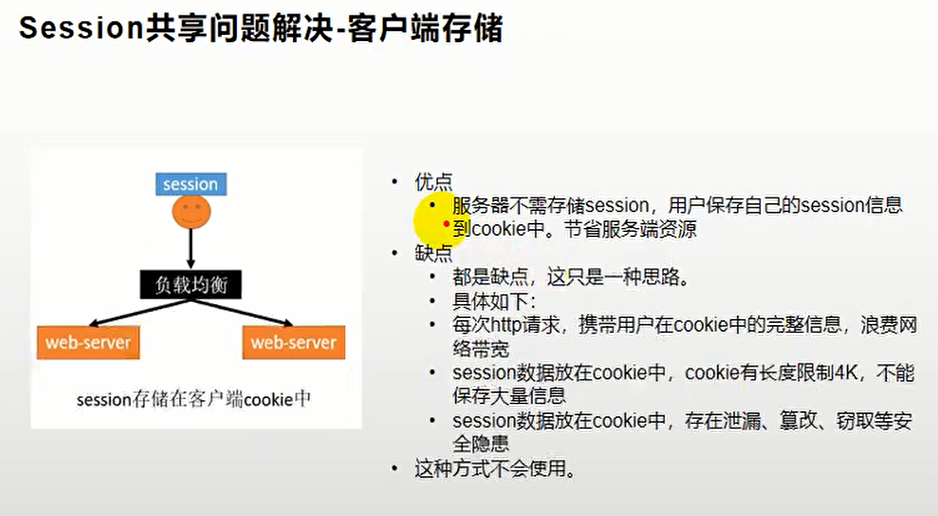 Session共享问题解决-客户端存储
session
负载均衡
web-server
web-server
session存储在客户端cookie中
• 优点
• 服务器不需存储session，用户保存自己的session信息
到cookie中。节省服务端资源
• 缺点
• 都是缺点，这只是一种思路。
• 具体如下：
• 每次http请求，携带用户在cookie中的完整信息，浪费网
络带宽
• session数据放在cookie中，cookie有长度限制4K，不能
保存大量信息
• session数据放在cookie中，存在泄漏、篡改、窃取等安
全隐患
• 这种方式不会使用。